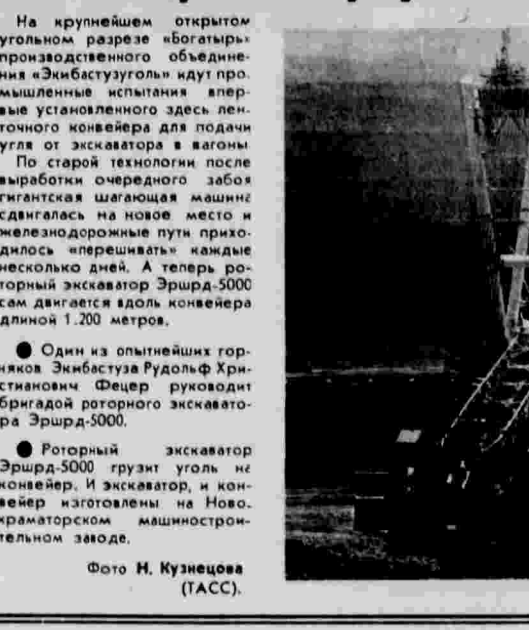 На крупнейшем открытом
угольном разрезе «Богатырь»
производственного объедине-
ния «Экибастузуголь» идут про.
мышленные испытания впер-
вые установленного здесь лен-
точного конвейера для подачи
угля от экскаватора в вагоны.
По старой технологии после
выработки очередного забоя
гигантская шагающая машина
сдвигалась на новое место и
железнодорожные пути прихо-
дилось «перешивать» каждые
несколько дней. А теперь ро-
торный экскаватор Эршрд-5000
сам двигается вдоль конвейера
длиной 1.200 метров.
● Один из опытнейших гор-
няков Экибастуза Рудольф Хри-
стианович Фецер руководит
бригадой роторного экскавато-
ра Эршрд-5000.
● Роторный экскаватор
Эршрд-5000 грузит уголь на
конвейер. И экскаватор, и кон-
вейер изготовлены на Ново-
краматорском машинострои-
тельном заводе.
Фото Н. Кузнецова
(ТАСС).